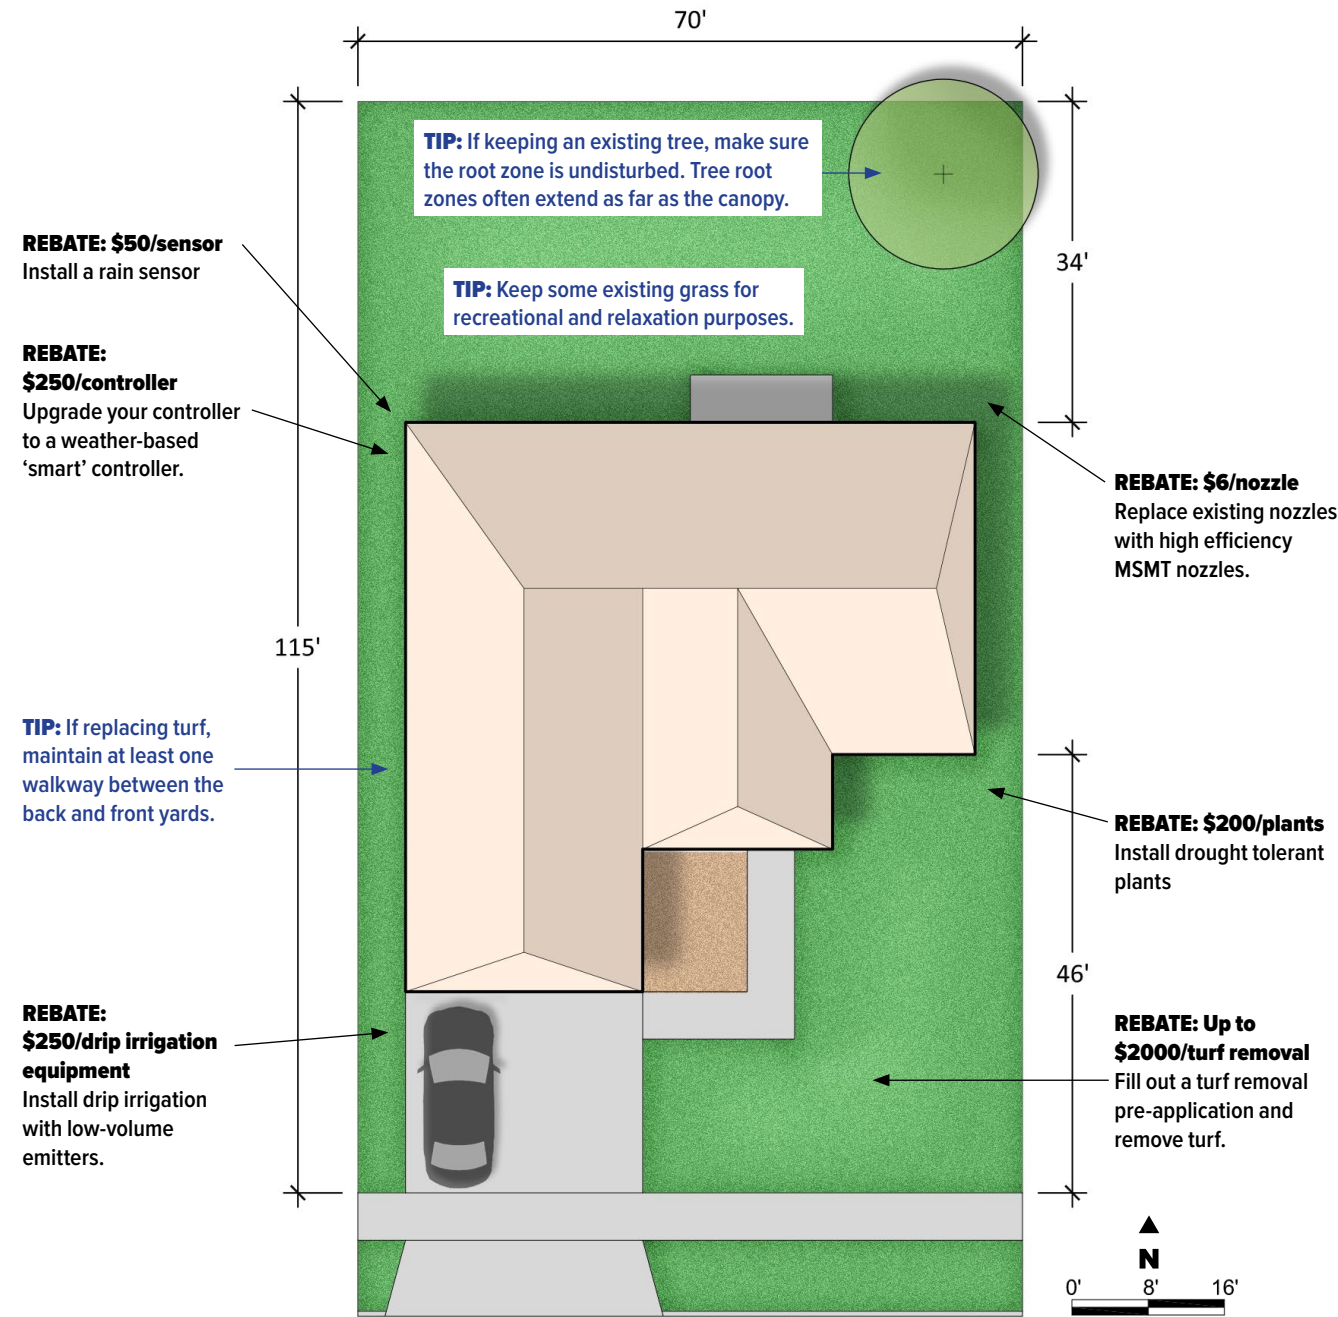 70'
TIP: If keeping an existing tree, make sure
the root zone is undisturbed. Tree root
zones often extend as far as the canopy.
REBATE: $50/sensor
Install a rain sensor
34'
TIP: Keep some existing grass for
recreational and relaxation purposes.
REBATE:
$250/controller
Upgrade your controller
to a weather-based
‘smart’ controller.
REBATE: $6/nozzle
Replace existing nozzles
with high efficiency
MSMT nozzles.
115'
TIP: If replacing turf,
maintain at least one
walkway between the
back and front yards.
REBATE: $200/plants
Install drought tolerant
plants
46'
REBATE:
$250/drip irrigation
equipment
Install drip irrigation
with low-volume
emitters.
REBATE: Up to
$2000/turf removal
Fill out a turf removal
pre-application and
remove turf.
N
0' 8' 16'